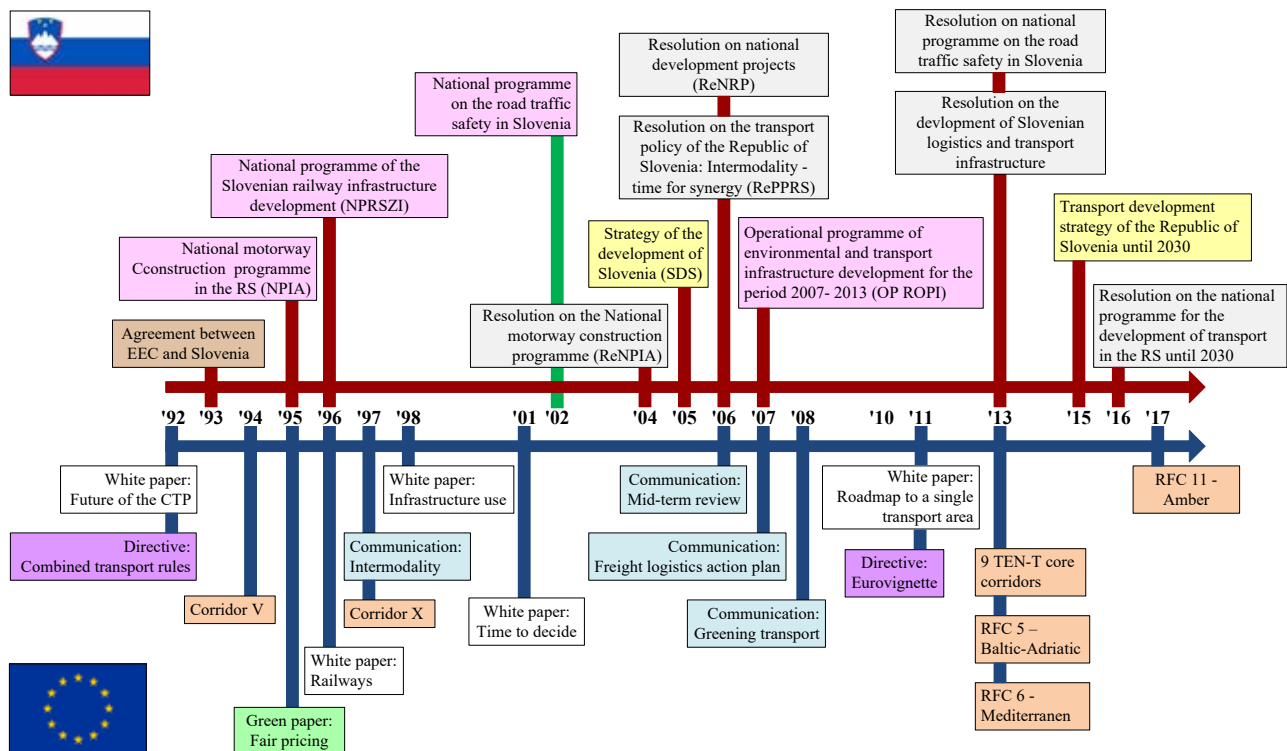 Resolution on national
programme on the road
traffic safety in Slovenia
Resolution on national
development projects
(ReNRP)
National programme
on the road traffic
safety in Slovenia
Resolution on the
devlopment of Slovenian
logistics and transport
infrastructure
Resolution on the transport
policy of the Republic of
Slovenia: Intermodality -
time for synergy (RePPRS)
National programme of the
Slovenian railway infrastructure
development (NPRSZI)
Transport development
strategy of the Republic of
Slovenia until 2030
Strategy of the
development of
Slovenia (SDS)
Operational programme of
environmental and transport
infrastructure development for the
period 2007- 2013 (OP ROPI)
National motorway
Cconstruction programme
in the RS (NPIA)
Resolution on the national
programme for the
development of transport
in the RS until 2030
Agreement between
EEC and Slovenia
Resolution on the National
motorway construction
programme (ReNPIA)
'92 '93 '94 '95 '96 '97 '98 '01 '02 '04 '05 '06 '07 '08 '10 '11 '13 '15 '16 '17
White paper:
Future of the CTP
White paper:
Infrastructure use
Communication:
Mid-term review
White paper:
Roadmap to a single
transport area
RFC 11 -
Amber
Directive:
Combined transport rules
Communication:
Intermodality
Communication:
Freight logistics action plan
Directive:
Eurovignette
9 TEN-T core
corridors
Corridor V
Corridor X
White paper:
Time to decide
Communication:
Greening transport
RFC 5 –
Baltic-Adriatic
White paper:
Railways
RFC 6 -
Mediterranen
Green paper:
Fair pricing